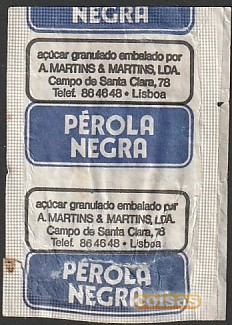 NEGRA
açúcar granulado embalado por
A. MARTINS & MARTINS, LDA.
Campo de Santa Clara, 78
Telef. 86 46 48 • Lisboa
PÉROLA
NEGRA
açúcar granulado embalado por
A. MARTINS & MARTINS, LDA.
Campo de Santa Clara, 78
Telef. 86 46 48 • Lisboa
PÉROLA
NEGRA
coisas